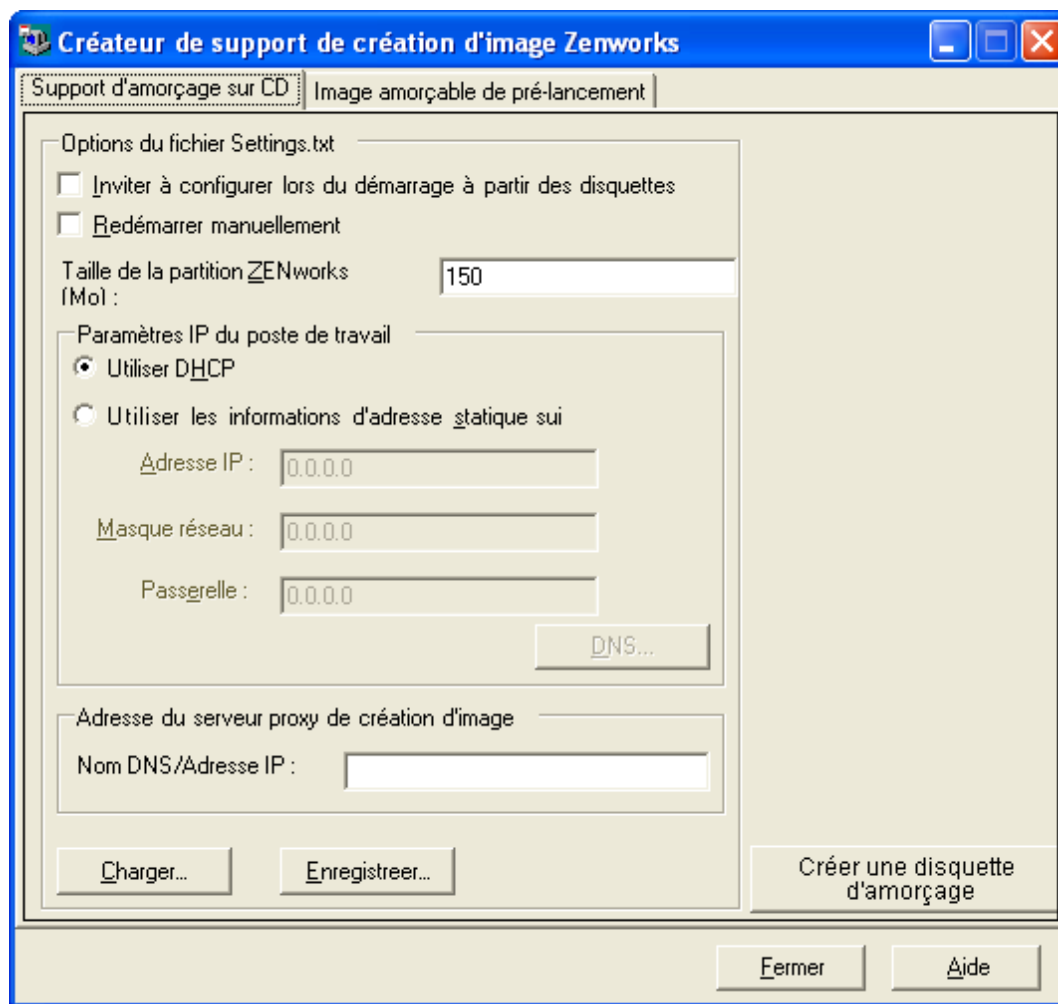 Créateur de support de création d'image Zenworks
Support d'amorçage sur CD
Image amorçable de pré-lancement
Options du fichier Settings.txt
Inviter à configurer lors du démarrage à partir des disquettes
Redémarrer manuellement
Taille de la partition ZENworks
(Mo) :
150
Paramètres IP du poste de travail
Utiliser DHCP
Utiliser les informations d'adresse statique sui
Adresse IP :
0.0.0.0
Masque réseau :
0.0.0.0
Passerelle :
0.0.0.0
DNS...
Adresse du serveur proxy de création d'image
Nom DNS/Adresse IP :
Charger...
Enregistreer...
Créer une disquette
d'amorçage
Fermer
Aide